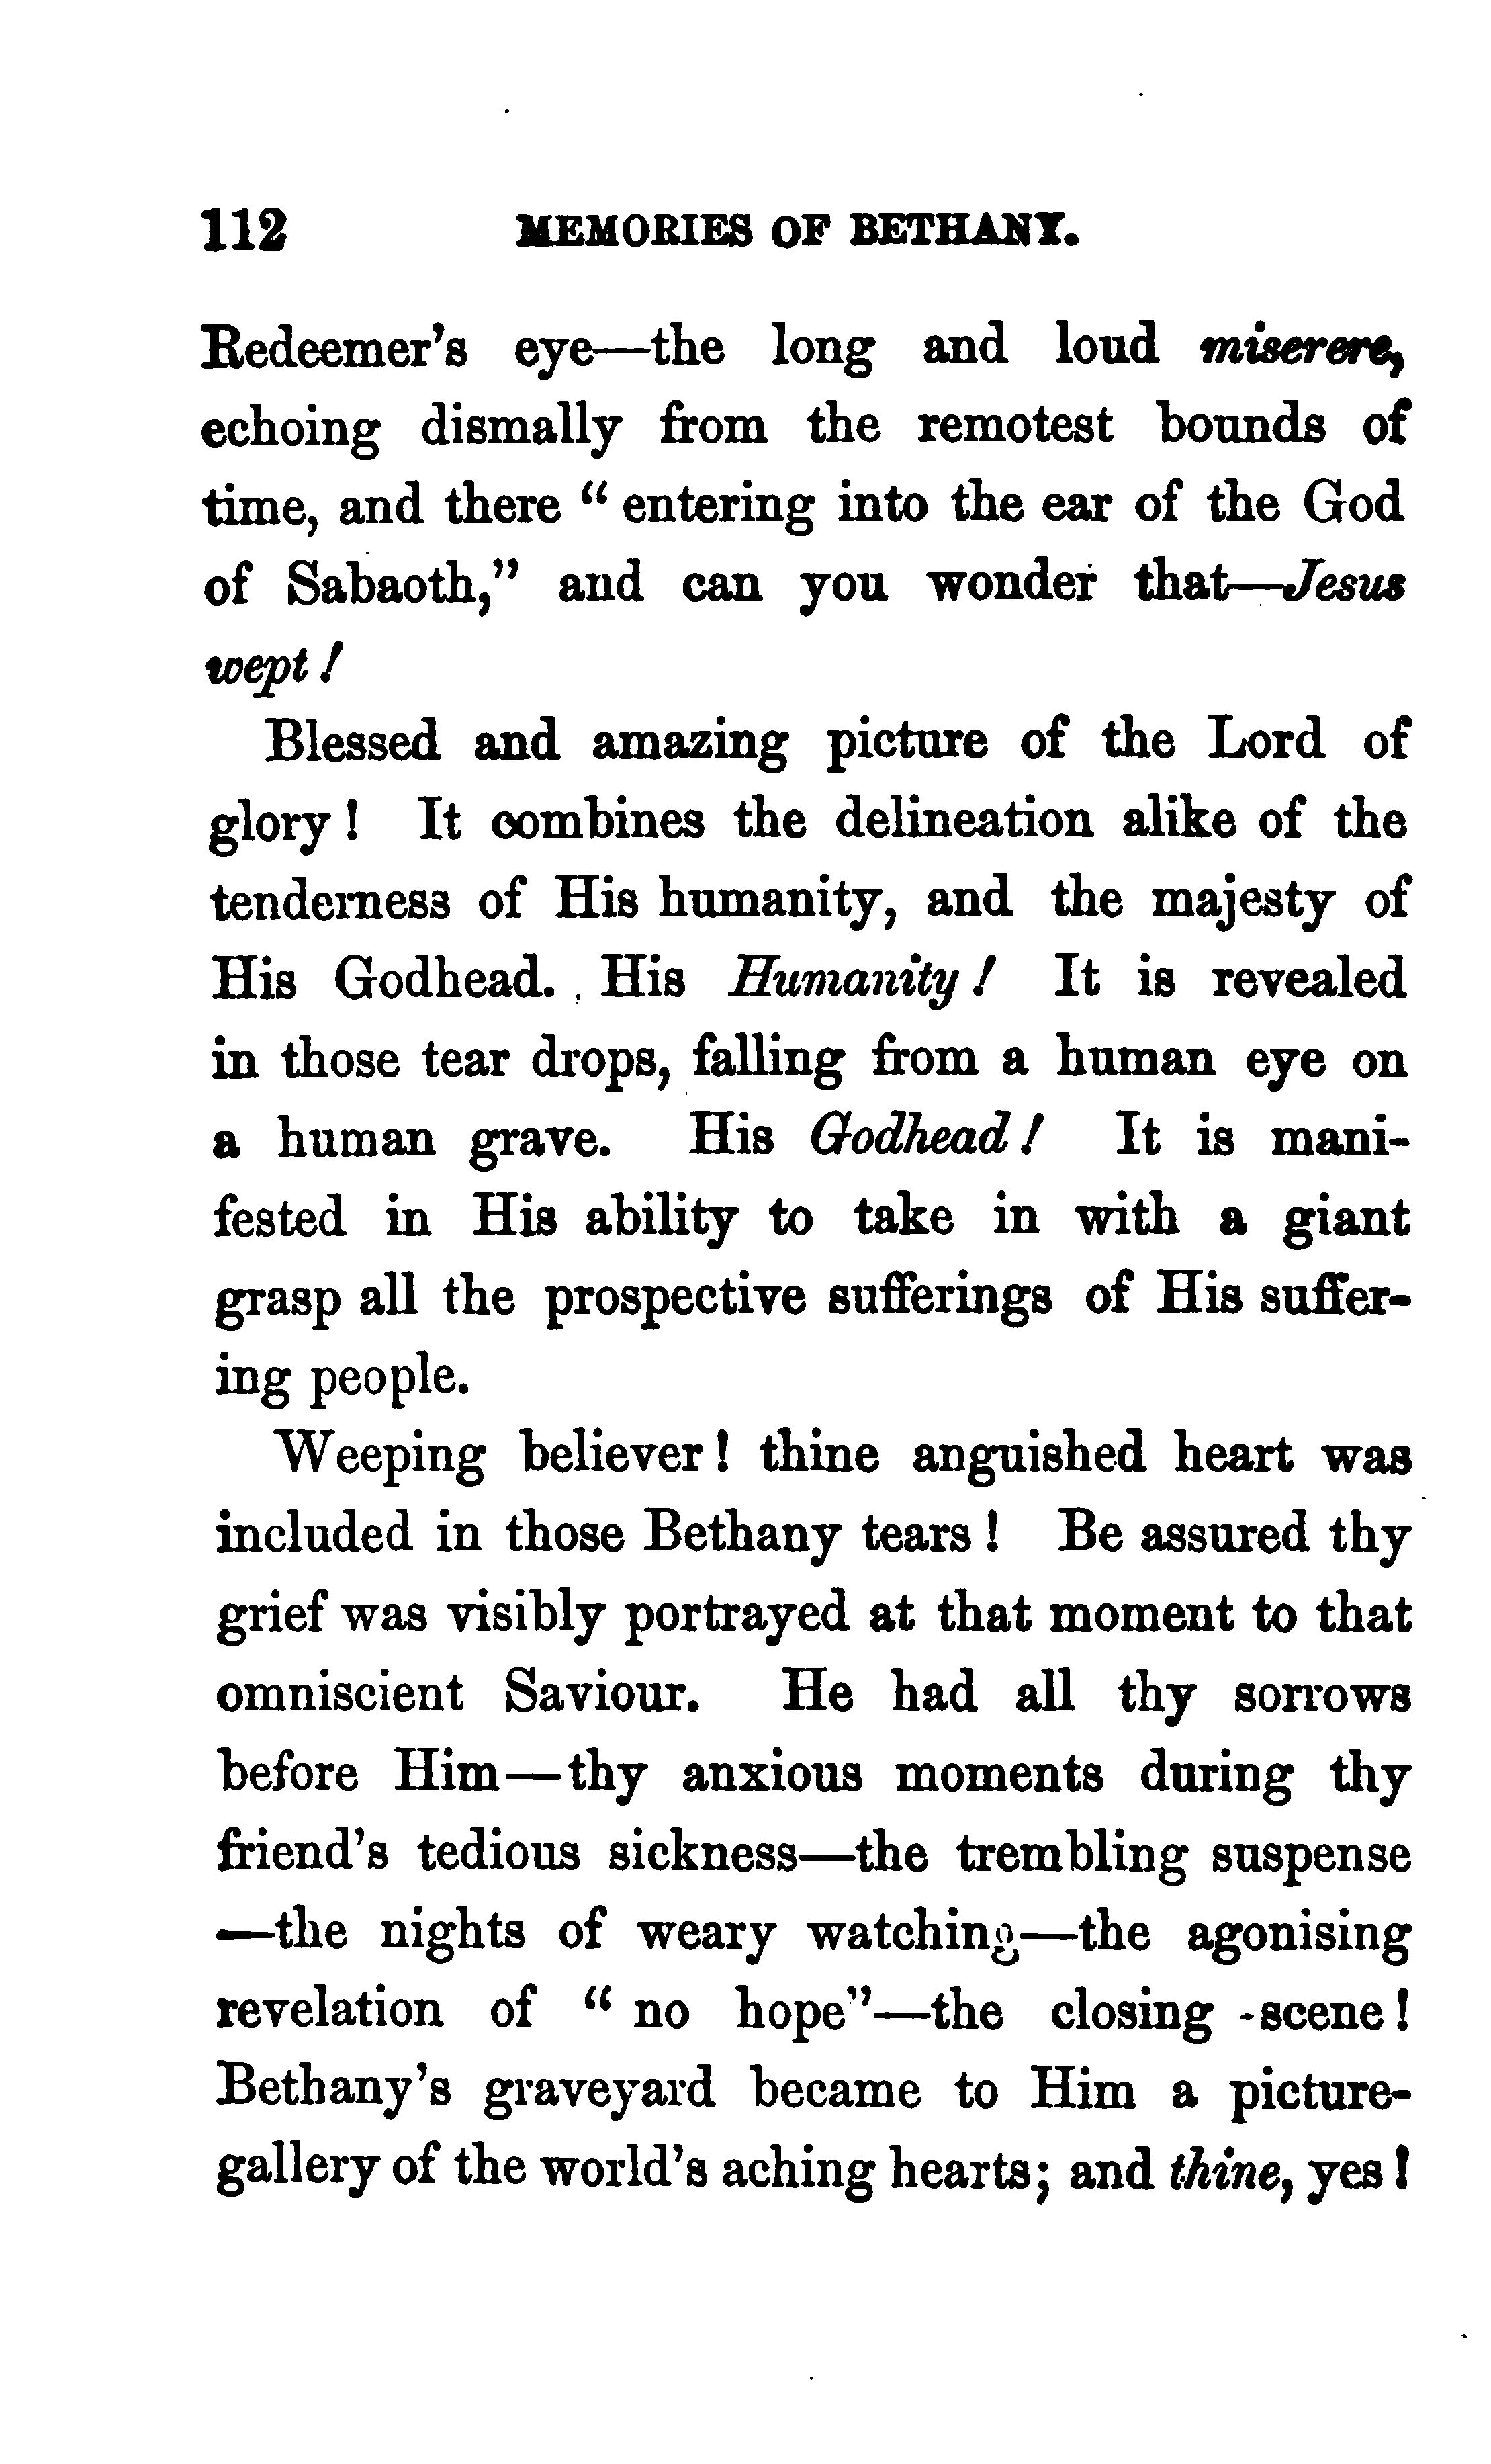 112 MEMORIES OF BETHANY.
Redeemer's eye—the long and loud miserere,
echoing dismally from the remotest bounds of
time, and there "entering into the ear of the God
of Sabaoth," and can you wonder that—Jesus
wept!
Blessed and amazing picture of the Lord of
glory! It combines the delineation alike of the
tenderness of His humanity, and the majesty of
His Godhead. His Humanity! It is revealed
in those tear drops, falling from a human eye on
a human grave. His Godhead! It is mani-
fested in His ability to take in with a giant
grasp all the prospective sufferings of His suffer-
ing people.
Weeping believer! thine anguished heart was
included in those Bethany tears! Be assured thy
grief was visibly portrayed at that moment to that
omniscient Saviour. He had all thy sorrows
before Him—thy anxious moments during thy
friend's tedious sickness—the trembling suspense
—the nights of weary watching—the agonising
revelation of "no hope"—the closing scene!
Bethany's graveyard became to Him a picture-
gallery of the world's aching hearts; and thine, yes!